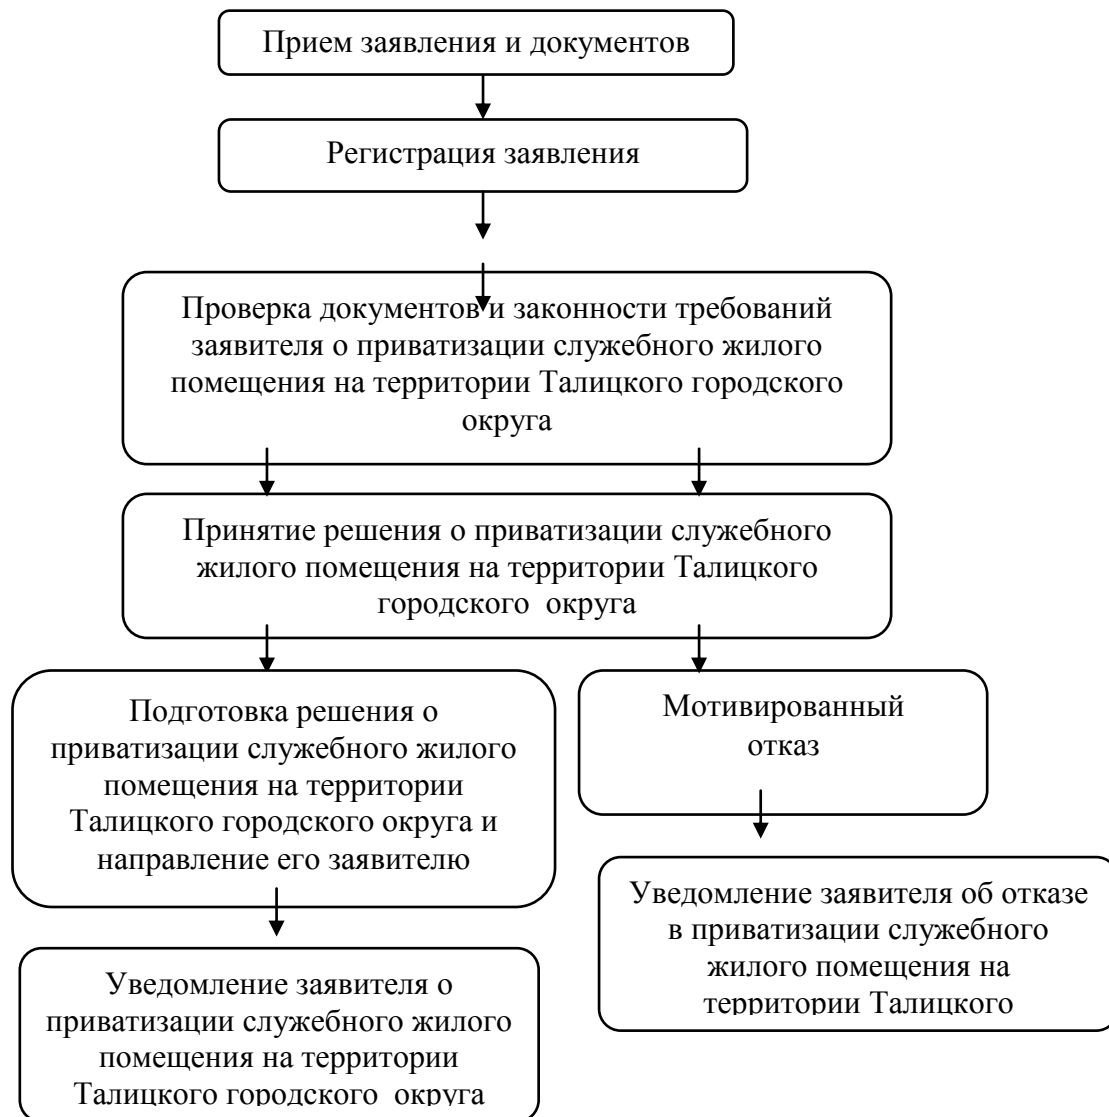 Прием заявления и документов
Регистрация заявления
Проверка документов и законности требований
заявителя о приватизации служебного жилого
помещения на территории Талицкого городского
округа
Принятие решения о приватизации служебного
жилого помещения на территории Талицкого
городского  округа
Подготовка решения о
приватизации служебного жилого
помещения на территории
Талицкого городского округа и
направление его заявителю
Мотивированный
отказ
Уведомление заявителя об отказе
в приватизации служебного
жилого помещения на
территории Талицкого
Уведомление заявителя о
приватизации служебного жилого
помещения на территории
Талицкого городского  округа